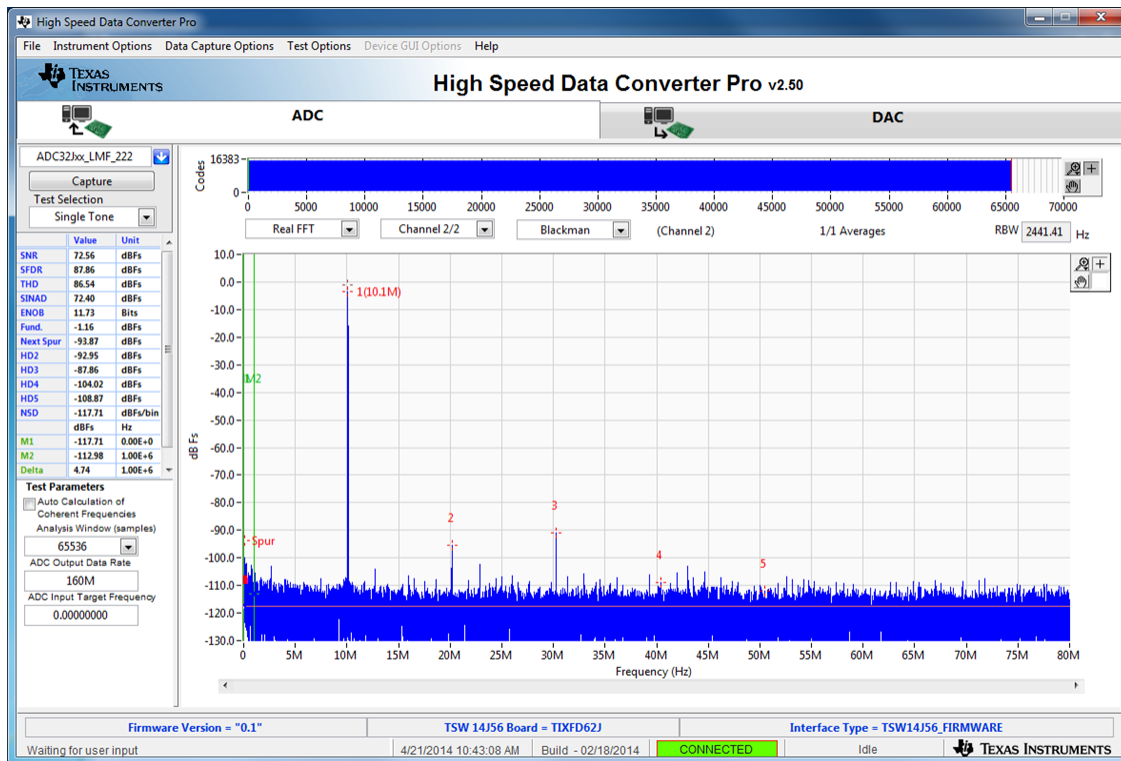 High Speed Data Converter Pro
File Instrument Options Data Capture Options Test Options Device GUI Options Help
TEXAS INSTRUMENTS
High Speed Data Converter Pro v2.50
ADC
DAC
ADC32Jxx_LMF_222
Capture
Test Selection
Single Tone
Value Unit
SNR 72.56 dBFs
SFDR 87.86 dBFs
THD 86.54 dBFs
SINAD 72.40 dBFs
ENOB 11.73 Bits
Fund. -1.16 dBFs
Next Spur -93.87 dBFs
HD2 -92.95 dBFs
HD3 -87.86 dBFs
HD4 -104.02 dBFs
HD5 -108.87 dBFs
NSD -117.71 dBFs/bin
dBFs Hz
M1 -117.71 0.00E+0
M2 -112.98 1.00E+6
Delta 4.74 1.00E+6
Test Parameters
Auto Calculation of
Coherent Frequencies
Analysis Window (samples)
65536
ADC Output Data Rate
160M
ADC Input Target Frequency
0.00000000
Codes
16383
0
0 5000 10000 15000 20000 25000 30000 35000 40000 45000 50000 55000 60000 65000 70000
Real FFT Channel 2/2 Blackman (Channel 2) 1/1 Averages RBW 2441.41 Hz
dB Fs
10.0
0.0
-10.0
-20.0
-30.0
-40.0
-50.0
-60.0
-70.0
-80.0
-90.0
-100.0
-110.0
-120.0
-130.0
1(10.1M)
M2
2
3
Spur
4
5
0 5M 10M 15M 20M 25M 30M 35M 40M 45M 50M 55M 60M 65M 70M 75M 80M
Frequency (Hz)
Firmware Version = "0.1" TSW 14J56 Board = TIXFD62J Interface Type = TSW14J56_FIRMWARE
Waiting for user input 4/21/2014 10:43:08 AM Build - 02/18/2014 CONNECTED Idle TEXAS INSTRUMENTS